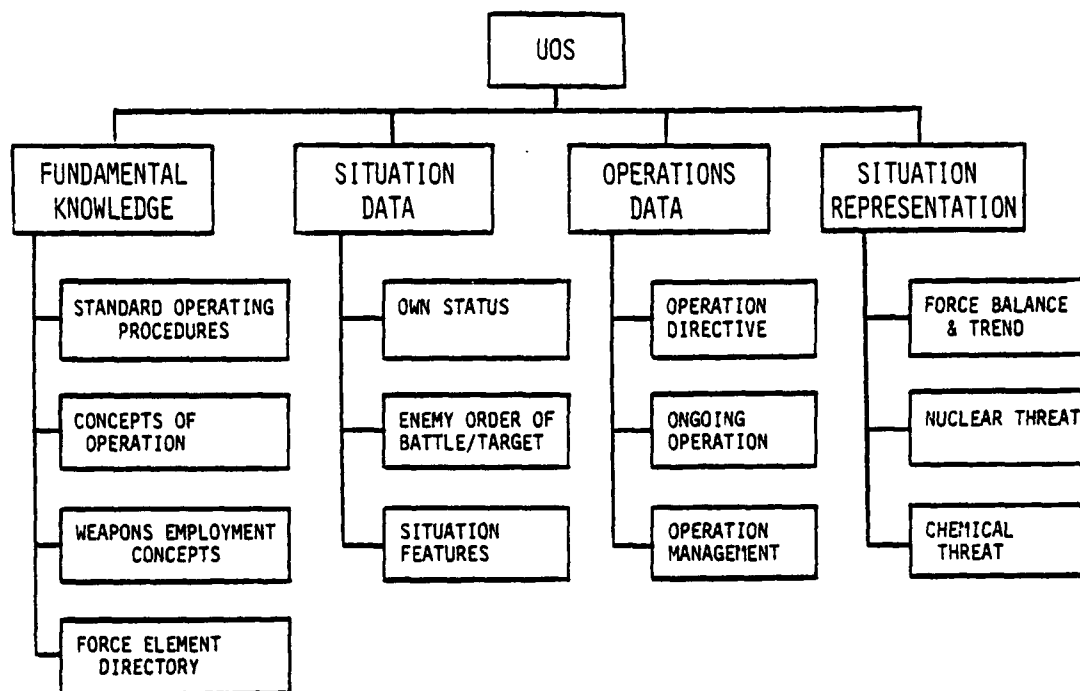 UOS
FUNDAMENTAL
KNOWLEDGE
SITUATION
DATA
OPERATIONS
DATA
SITUATION
REPRESENTATION
STANDARD OPERATING
PROCEDURES
CONCEPTS OF
OPERATION
WEAPONS EMPLOYMENT
CONCEPTS
FORCE ELEMENT
DIRECTORY
OWN STATUS
ENEMY ORDER OF
BATTLE/TARGET
SITUATION
FEATURES
OPERATION
DIRECTIVE
ONGOING
OPERATION
OPERATION
MANAGEMENT
FORCE BALANCE
& TREND
NUCLEAR THREAT
CHEMICAL
THREAT